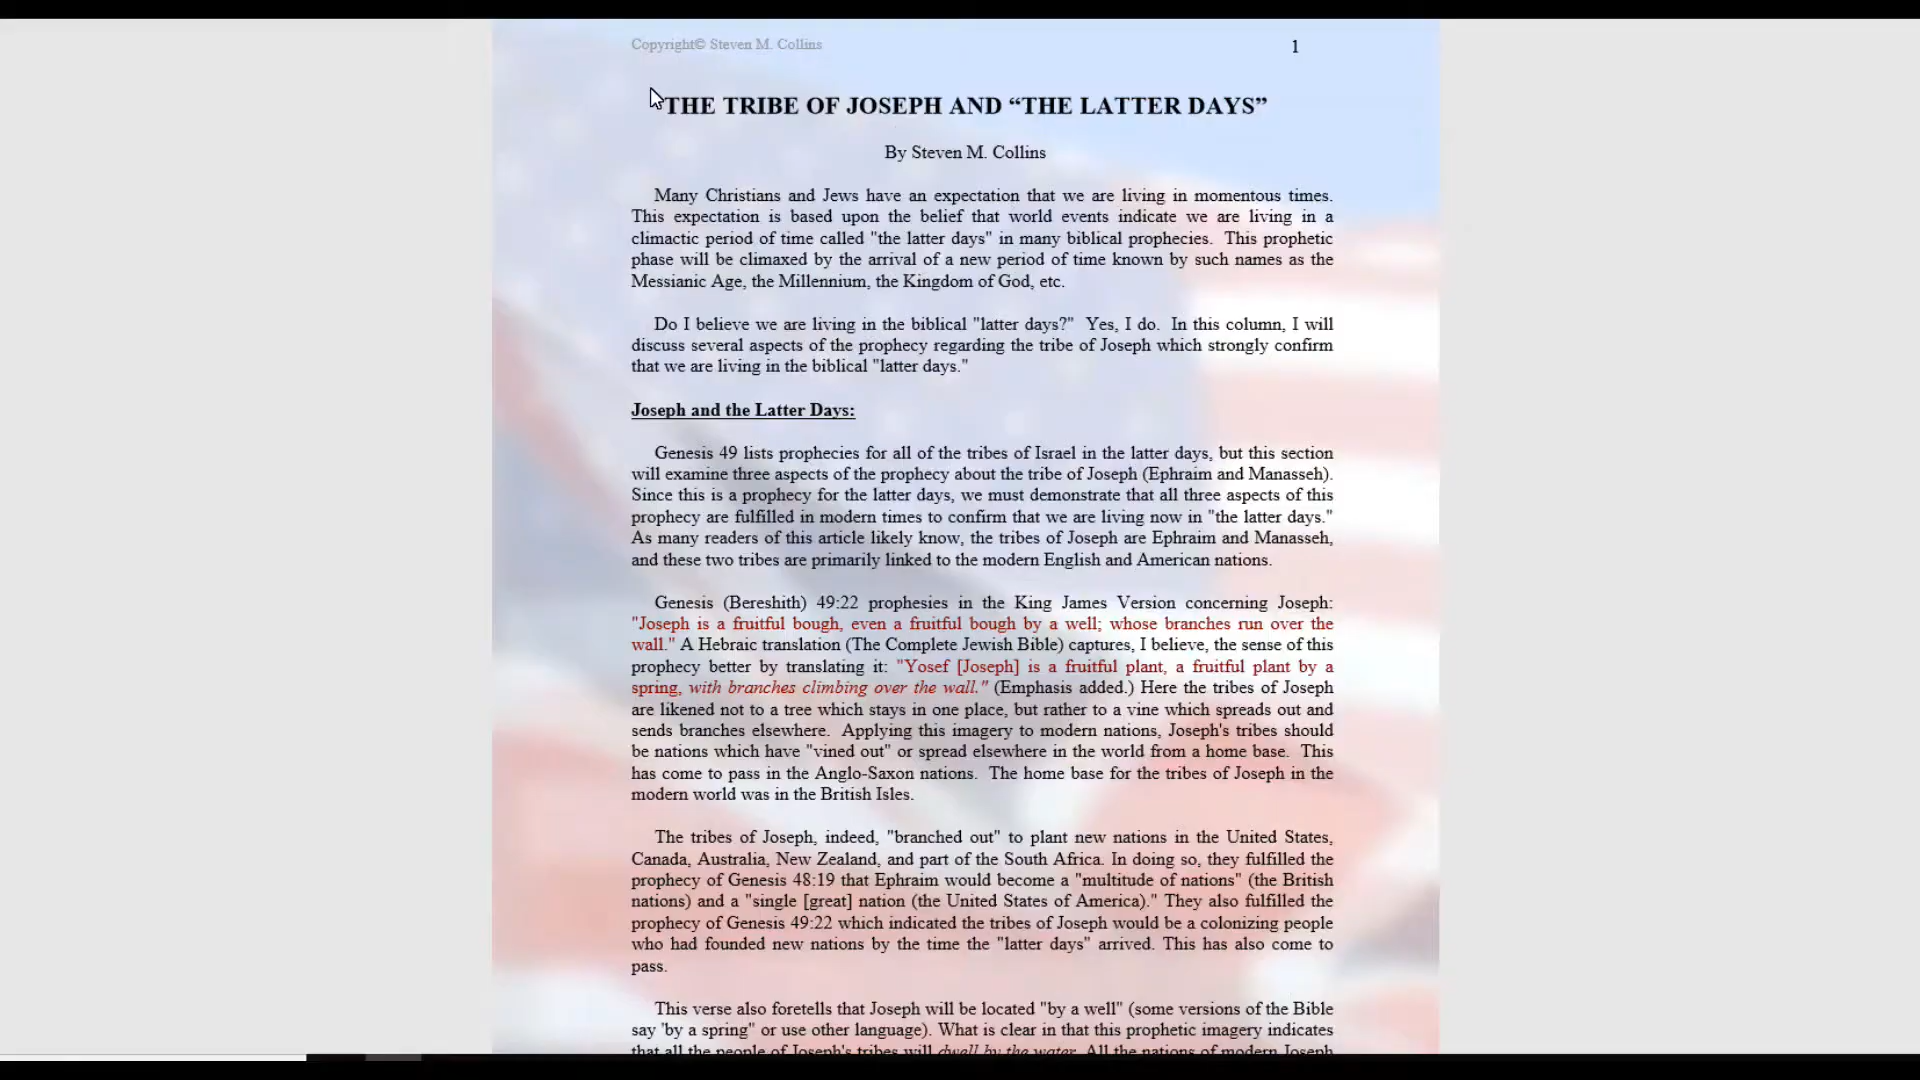 Copyright© Steven M. Collins
1
THE TRIBE OF JOSEPH AND “THE LATTER DAYS”
By Steven M. Collins
Many Christians and Jews have an expectation that we are living in momentous times.
This expectation is based upon the belief that world events indicate we are living in a
climactic period of time called "the latter days" in many biblical prophecies. This prophetic
phase will be climaxed by the arrival of a new period of time known by such names as the
Messianic Age, the Millennium, the Kingdom of God, etc.
Do I believe we are living in the biblical "latter days?" Yes, I do. In this column, I will
discuss several aspects of the prophecy regarding the tribe of Joseph which strongly confirm
that we are living in the biblical "latter days."
Joseph and the Latter Days:
Genesis 49 lists prophecies for all of the tribes of Israel in the latter days, but this section
will examine three aspects of the prophecy about the tribe of Joseph (Ephraim and Manasseh).
Since this is a prophecy for the latter days, we must demonstrate that all three aspects of this
prophecy are fulfilled in modern times to confirm that we are living now in "the latter days."
As many readers of this article likely know, the tribes of Joseph are Ephraim and Manasseh,
and these two tribes are primarily linked to the modern English and American nations.
Genesis (Bereshith) 49:22 prophesies in the King James Version concerning Joseph:
"Joseph is a fruitful bough, even a fruitful bough by a well; whose branches run over the
wall." A Hebraic translation (The Complete Jewish Bible) captures, I believe, the sense of this
prophecy better by translating it: "Yosef [Joseph] is a fruitful plant, a fruitful plant by a
spring, with branches climbing over the wall." (Emphasis added.) Here the tribes of Joseph
are likened not to a tree which stays in one place, but rather to a vine which spreads out and
sends branches elsewhere. Applying this imagery to modern nations, Joseph's tribes should
be nations which have "vined out" or spread elsewhere in the world from a home base. This
has come to pass in the Anglo-Saxon nations. The home base for the tribes of Joseph in the
modern world was in the British Isles.
The tribes of Joseph, indeed, "branched out" to plant new nations in the United States,
Canada, Australia, New Zealand, and part of the South Africa. In doing so, they fulfilled the
prophecy of Genesis 48:19 that Ephraim would become a "multitude of nations" (the British
nations) and a "single [great] nation (the United States of America)." They also fulfilled the
prophecy of Genesis 49:22 which indicated the tribes of Joseph would be a colonizing people
who had founded new nations by the time the "latter days" arrived. This has also come to
pass.
This verse also foretells that Joseph will be located "by a well" (some versions of the Bible
say 'by a spring" or use other language). What is clear in that this prophetic imagery indicates
that all the people of Joseph's tribes will dwell by the water. All the nations of modern Joseph